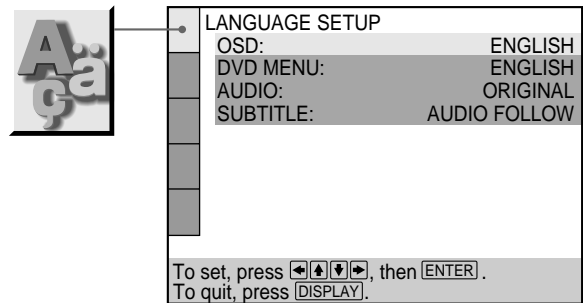 Aäç
LANGUAGE SETUP
OSD: ENGLISH
DVD MENU: ENGLISH
AUDIO: ORIGINAL
SUBTITLE: AUDIO FOLLOW
To set, press ←↑↓→, then ENTER.
To quit, press DISPLAY.